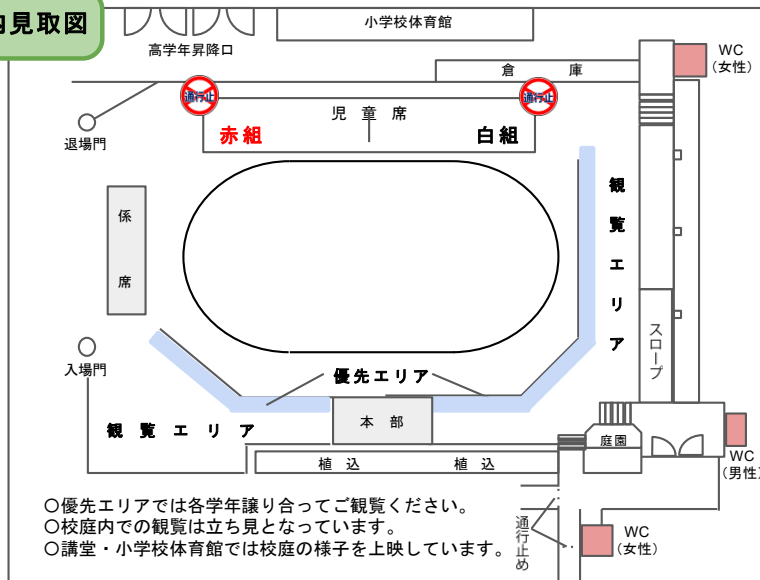 内見取図
小学校体育館
高学年昇降口
WC
(女性)
倉庫
通行止
通行止
児童席
赤組
白組
退場門
観覧エリア
係席
スロープ
入場門
優先エリア
本部
観覧エリア
庭園
植込
植込
WC
(男性)
○優先エリアでは各学年譲り合ってご観覧ください。
○校庭内での観覧は立ち見となっています。
○講堂・小学校体育館では校庭の様子を上映しています。
通行止め
WC
(女性)